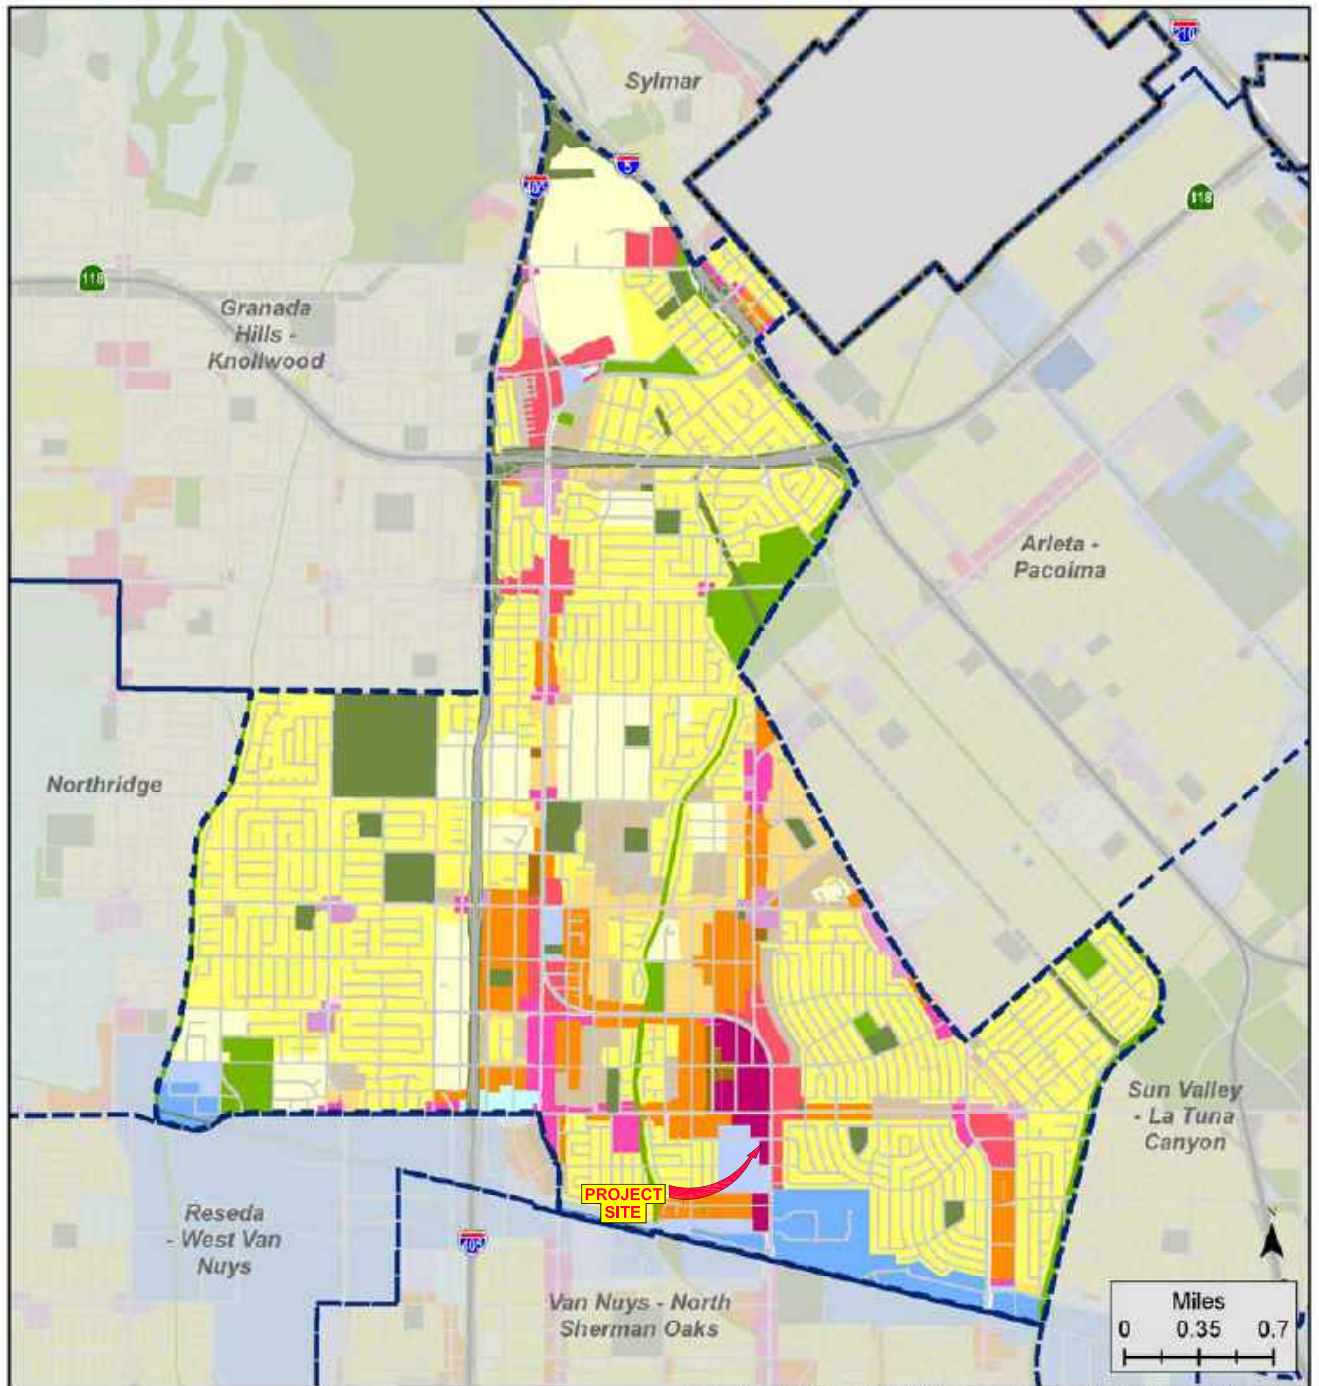 Sylmar
210
5
405
118
118
Granada
Hills -
Knollwood
Arleta -
Pacoima
Northridge
Sun Valley
- La Tuna
Canyon
PROJECT
SITE
Reseda
- West Van
Nuys
405
Van Nuys - North
Sherman Oaks
Miles
0 0.35 0.7